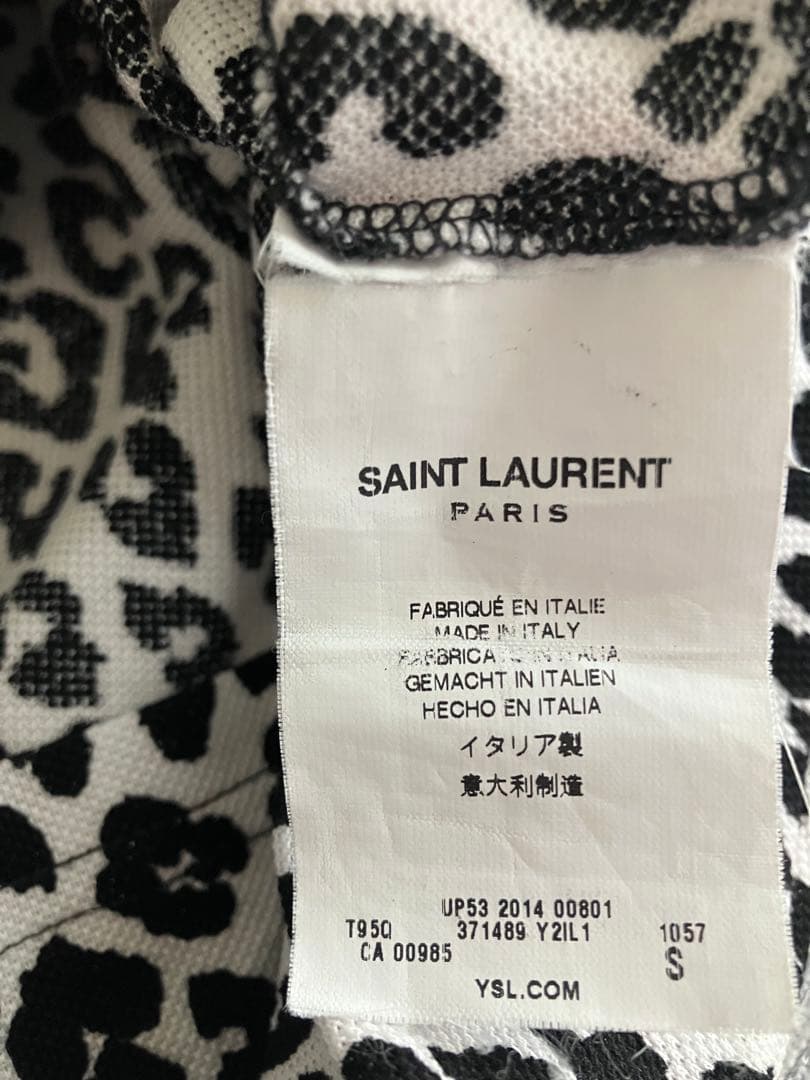 SAINT LAURENT
PARIS
FABRIQUÉ EN ITALIE
MADE IN ITALY
GEMACHT IN ITALIEN
HECHO EN ITALIA
イタリア製
意大利制造
UP53 2014 00801
T95Q 371489 Y2IL1 1057
CA 00985 S
YSL.COM